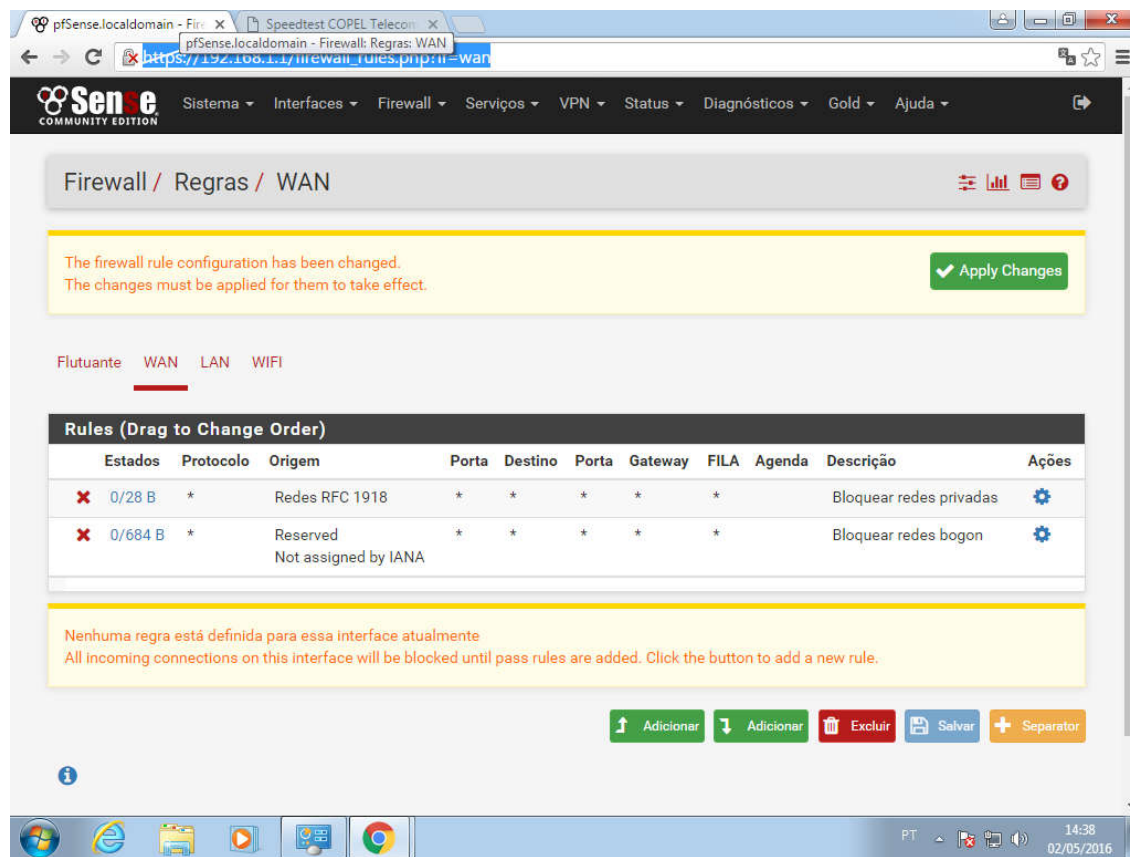 pfSense.localdomain - Fire
Speedtest COPEL Telecom
pfSense.localdomain - Firewall: Regras: WAN
https://192.168.1.1/firewall_rules.php?if=wan
Sense
COMMUNITY EDITION
Sistema Interfaces Firewall Serviços VPN Status Diagnósticos Gold Ajuda
Firewall / Regras / WAN
The firewall rule configuration has been changed.
The changes must be applied for them to take effect.
Apply Changes
Flutuante WAN LAN WIFI
Rules (Drag to Change Order)
Estados Protocolo Origem Porta Destino Porta Gateway FILA Agenda Descrição Ações
0/28 B * Redes RFC 1918 * * * * * Bloquear redes privadas
0/684 B * Reserved * * * * * Bloquear redes bogon
Not assigned by IANA
Nenhuma regra está definida para essa interface atualmente
All incoming connections on this interface will be blocked until pass rules are added. Click the button to add a new rule.
Adicionar Adicionar Excluir Salvar Separator
PT 14:38
02/05/2016